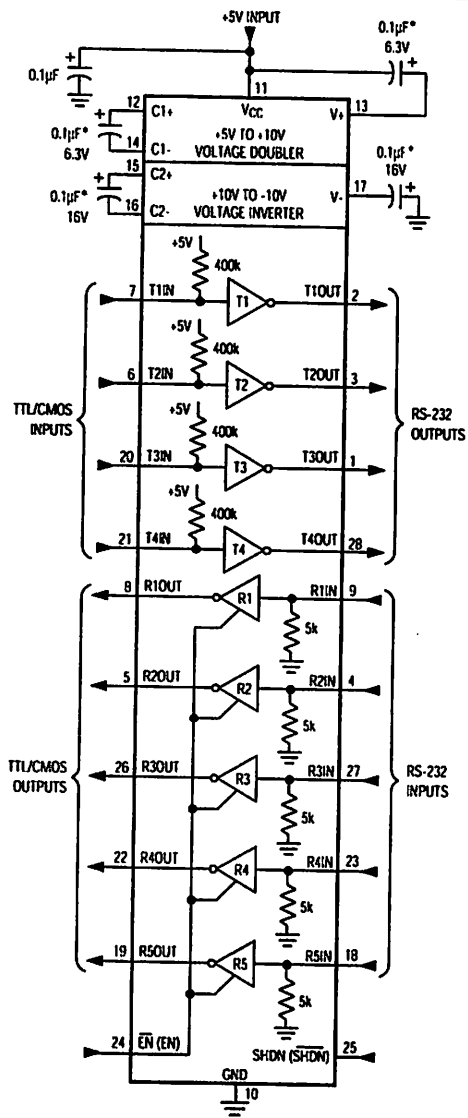 +5V INPUT
0.1µF
0.1µF*
6.3V
11
12
C1+
VCC
V+
13
0.1µF*
6.3V
14
C1-
+5V TO +10V
VOLTAGE DOUBLER
15
C2+
0.1µF*
16V
16
C2-
+10V TO -10V
VOLTAGE INVERTER
V-
17
0.1µF*
16V
+5V
400k
7
T1IN
T1
T1OUT
2
+5V
400k
6
T2IN
T2
T2OUT
3
TTL/CMOS
INPUTS
RS-232
OUTPUTS
+5V
400k
20
T3IN
T3
T3OUT
1
+5V
400k
21
T4IN
T4
T4OUT
28
8
R1OUT
R1
R1IN
9
5k
5
R2OUT
R2
R2IN
4
5k
TTL/CMOS
OUTPUTS
RS-232
INPUTS
26
R3OUT
R3
R3IN
27
5k
22
R4OUT
R4
R4IN
23
5k
19
R5OUT
R5
R5IN
18
5k
24
E̅N̅ (EN)
SHDN (S̅H̅D̅N̅)
25
GND
10